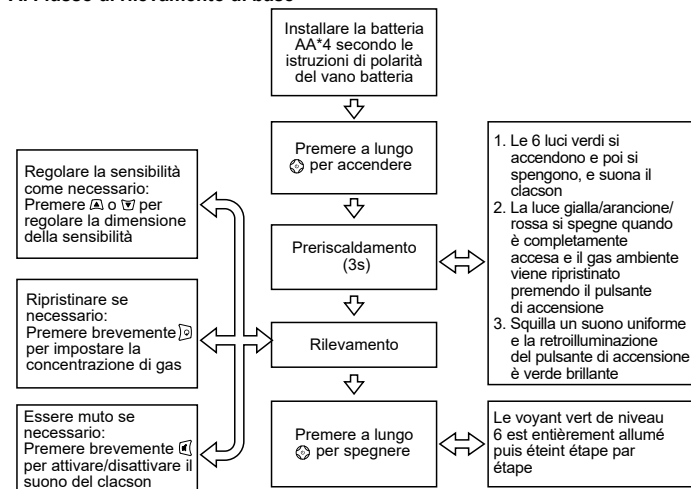 Installare la batteria
AA*4 secondo le
istruzioni di polarità
del vano batteria
Premere a lungo
per accendere
Preriscaldamento
(3s)
Rilevamento
Premere a lungo
per spegnere
Regolare la sensibilità
come necessario:
Premere o per
regolare la dimensione
della sensibilità
Ripristinare se
necessario:
Premere brevemente
per impostare la
concentrazione di gas
Essere muto se
necessario:
Premere brevemente
per attivare/disattivare il
suono del clacson
1. Le 6 luci verdi si
accendono e poi si
spengono, e suona il
clacson
2. La luce gialla/arancione/
rossa si spegne quando
è completamente
accesa e il gas ambiente
viene ripristinato
premendo il pulsante
di accensione
3. Squilla un suono uniforme
e la retroilluminazione
del pulsante di accensione
è verde brillante
Le voyant vert de niveau
6 est entièrement allumé
puis éteint étape par
étape